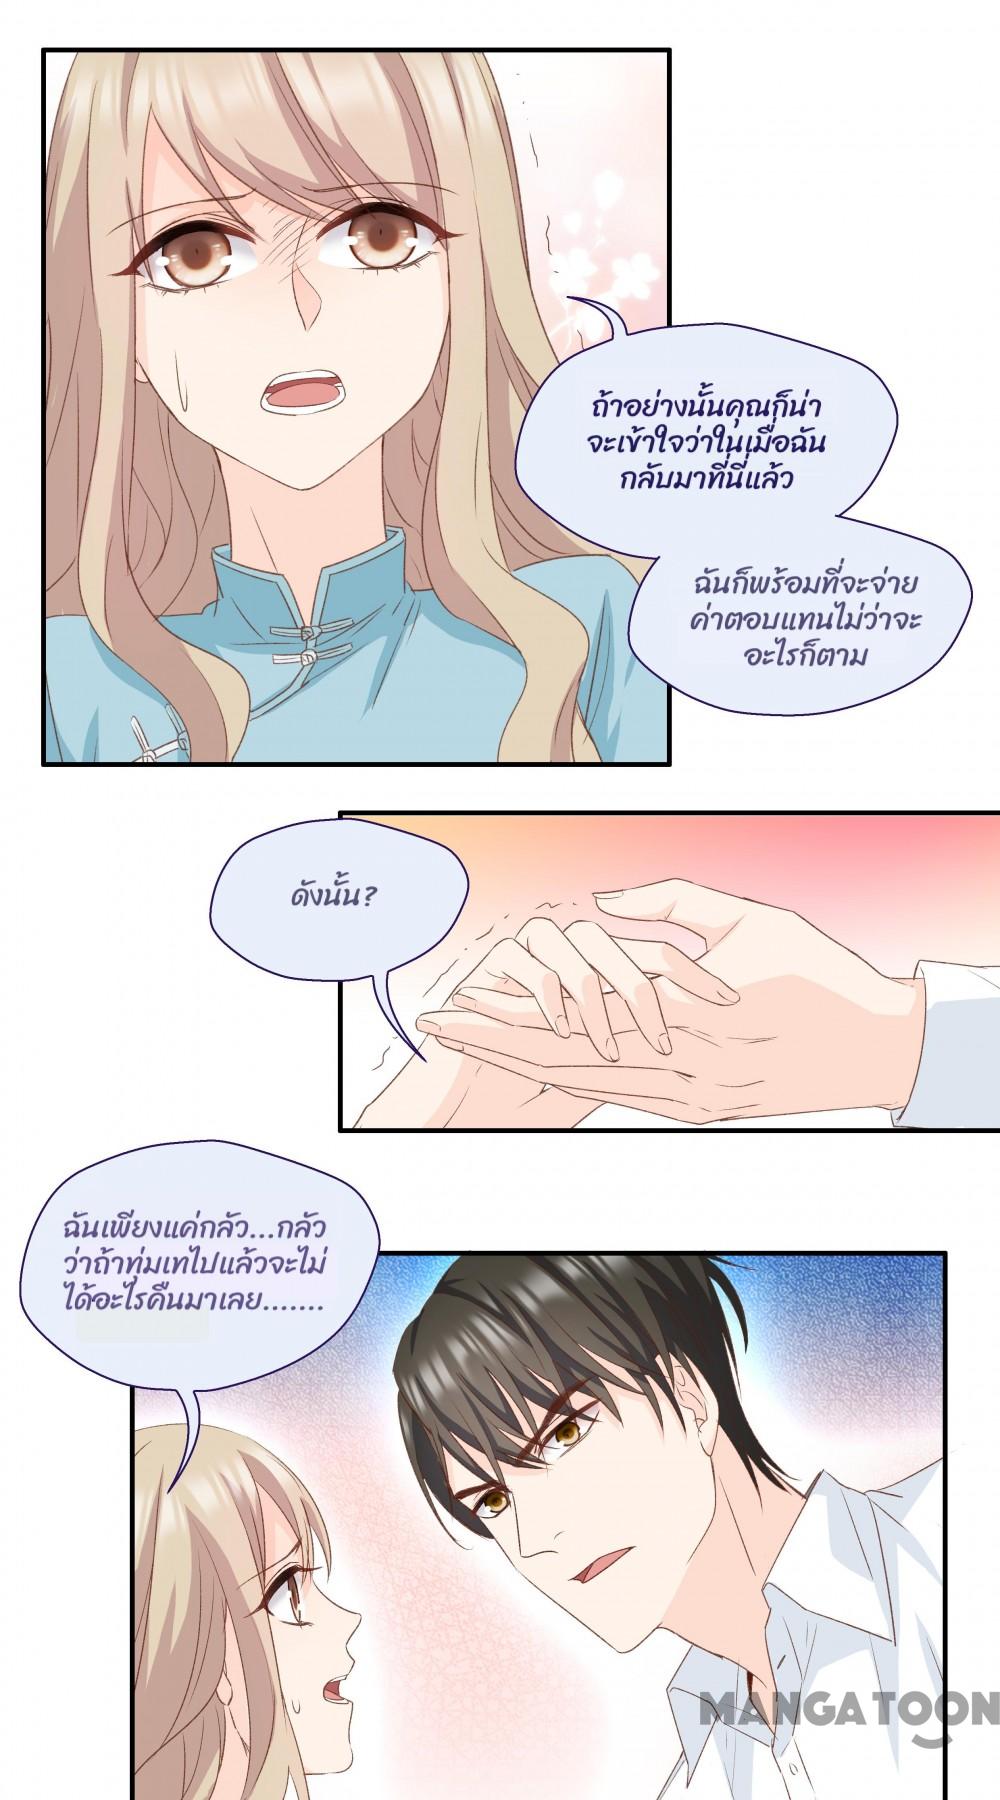 ถ้าอย่างนั้นคุณก็น่า
จะเข้าใจว่าในเมื่อฉัน
กลับมาที่นี่แล้ว
ฉันก็พร้อมที่จะจ่าย
ค่าตอบแทนไม่ว่าจะ
อะไรก็ตาม
ดังนั้น?
ฉันเพียงแค่กลัว...กลัว
ว่าถ้าทุ่มเทไปแล้วจะไม่
ได้อะไรคืนมาเลย.......
MANGATOON